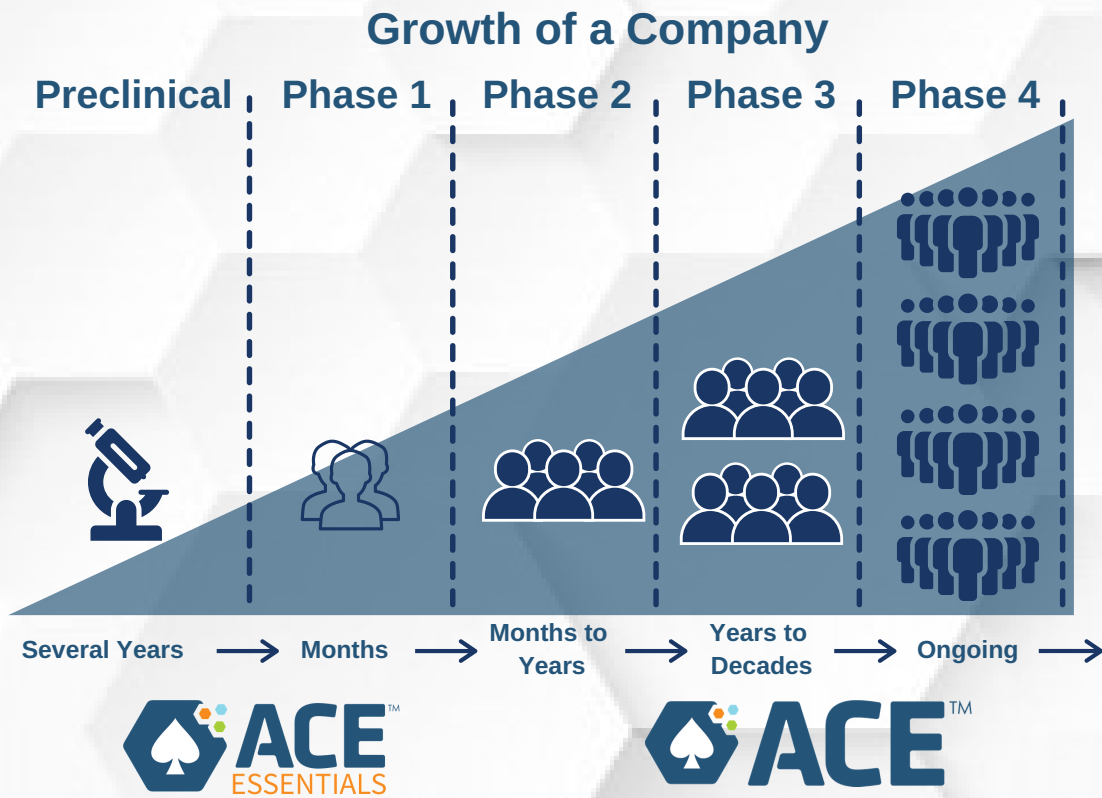 Growth of a Company
Preclinical
Phase 1
Phase 2
Phase 3
Phase 4
Several Years
Months
Months to
Years
Years to
Decades
Ongoing
ACE™
ESSENTIALS
ACE™